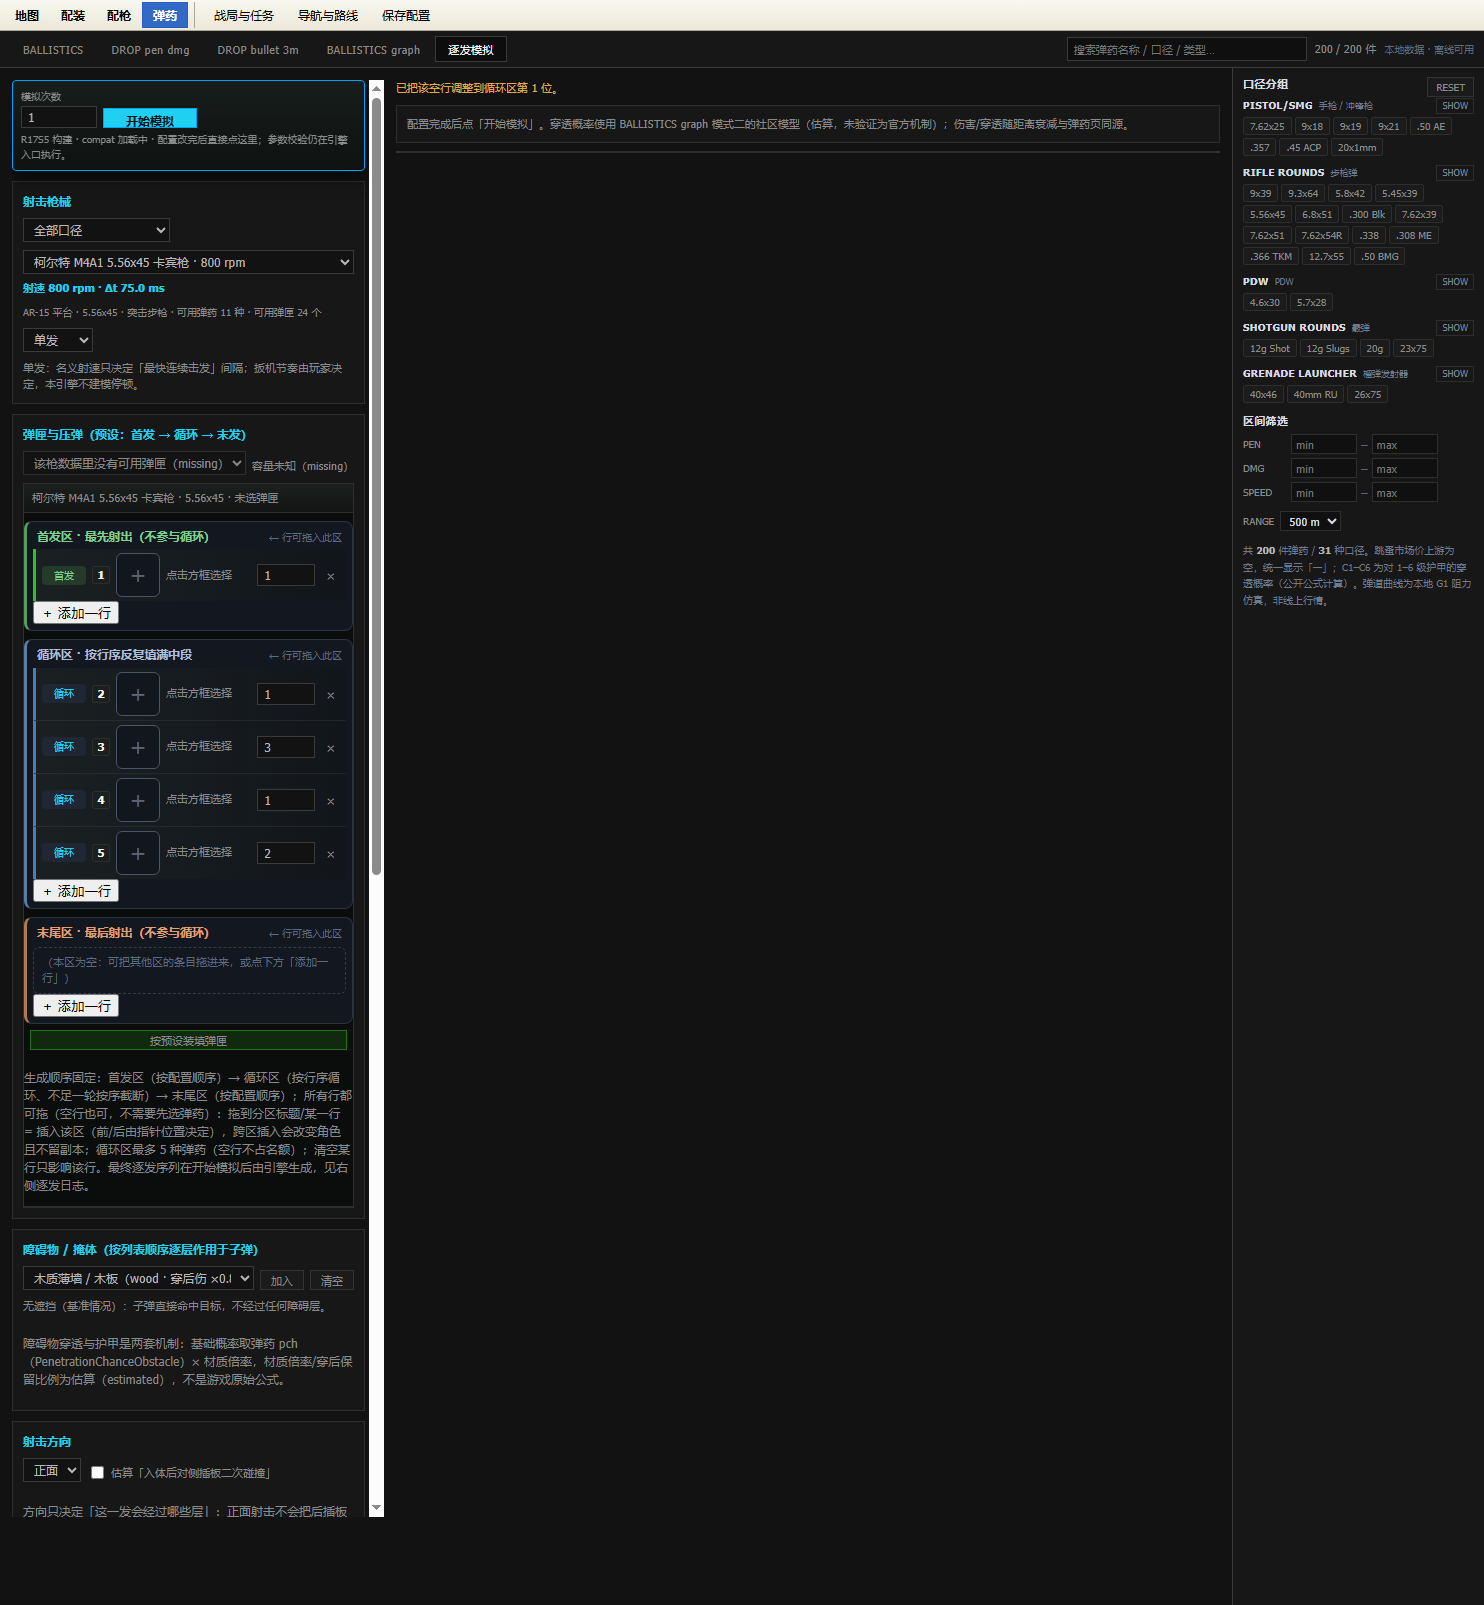 地图 配装 配枪 弹药 战局与任务 导航与路线 保存配置
BALLISTICS DROP pen dmg DROP bullet 3m BALLISTICS graph 逐发模拟
搜索弹药名称 / 口径 / 类型... 200 / 200 件 本地数据 · 离线可用
模拟次数
1 开始模拟
R17S5 构建 · compat 加载中 · 配置改完后直接点这里；参数校验仍在引擎
入口执行。
射击枪械
全部口径
柯尔特 M4A1 5.56x45 卡宾枪 · 800 rpm
射速 800 rpm · Δt 75.0 ms
AR-15 平台 · 5.56x45 · 突击步枪 · 可用弹药 11 种 · 可用弹匣 24 个
单发
单发：名义射速只决定「最快连续击发」间隔；扳机节奏由玩家决
定，本引擎不建模停顿。
弹匣与压弹（预设：首发 → 循环 → 末发）
该枪数据里没有可用弹匣（missing） 容量未知（missing）
柯尔特 M4A1 5.56x45 卡宾枪 · 5.56x45 · 未选弹匣
首发区 · 最先射出（不参与循环） ← 行可拖入此区
首发 1 + 点击方框选择 1 ×
+ 添加一行
循环区 · 按行序反复填满中段 ← 行可拖入此区
循环 2 + 点击方框选择 1 ×
循环 3 + 点击方框选择 3 ×
循环 4 + 点击方框选择 1 ×
循环 5 + 点击方框选择 2 ×
+ 添加一行
末尾区 · 最后射出（不参与循环） ← 行可拖入此区
（本区为空：可把其他区的条目拖进来，或点下方「添加一
行」）
+ 添加一行
按预设装填弹匣
生成顺序固定：首发区（按配置顺序）→ 循环区（按行序循
环、不足一轮按序截断）→ 末尾区（按配置顺序）；所有行都
可拖（空行也可，不需要先选弹药）：拖到分区标题/某一行
= 插入该区（前/后由指针位置决定），跨区插入会改变角色
且不留副本；循环区最多 5 种弹药（空行不占名额）；清空某
行只影响该行。最终逐发序列在开始模拟后由引擎生成，见右
侧逐发日志。
障碍物 / 掩体（按列表顺序逐层作用于子弹）
木质薄墙 / 木板（wood · 穿后伤 ×0.8 加入 清空
无遮挡（基准情况）：子弹直接命中目标，不经过任何障碍层。
障碍物穿透与护甲是两套机制：基础概率取弹药 pch
（PenetrationChanceObstacle）× 材质倍率，材质倍率/穿后保
留比例为估算（estimated），不是游戏原始公式。
射击方向
正面 估算「入体后对侧插板二次碰撞」
方向只决定「这一发会经过哪些层」：正面射击不会把后插板
已把该空行调整到循环区第 1 位。
配置完成后点「开始模拟」。穿透概率使用 BALLISTICS graph 模式二的社区模型（估算，未验证为官方机制）；伤害/穿透随距离衰减与弹药页同源。
口径分组 RESET
PISTOL/SMG 手枪 / 冲锋枪 SHOW
7.62x25 9x18 9x19 9x21 .50 AE
.357 .45 ACP 20x1mm
RIFLE ROUNDS 步枪弹 SHOW
9x39 9.3x64 5.8x42 5.45x39
5.56x45 6.8x51 .300 Blk 7.62x39
7.62x51 7.62x54R .338 .308 ME
.366 TKM 12.7x55 .50 BMG
PDW PDW SHOW
4.6x30 5.7x28
SHOTGUN ROUNDS 霰弹 SHOW
12g Shot 12g Slugs 20g 23x75
GRENADE LAUNCHER 榴弹发射器 SHOW
40x46 40mm RU 26x75
区间筛选
PEN min – max
DMG min – max
SPEED min – max
RANGE 500 m
共 200 件弹药 / 31 种口径。跳蚤市场价上游为
空，统一显示「—」；C1–C6 为对 1–6 级护甲的穿
透概率（公开公式计算）。弹道曲线为本地 G1 阻力
仿真，非线上行情。